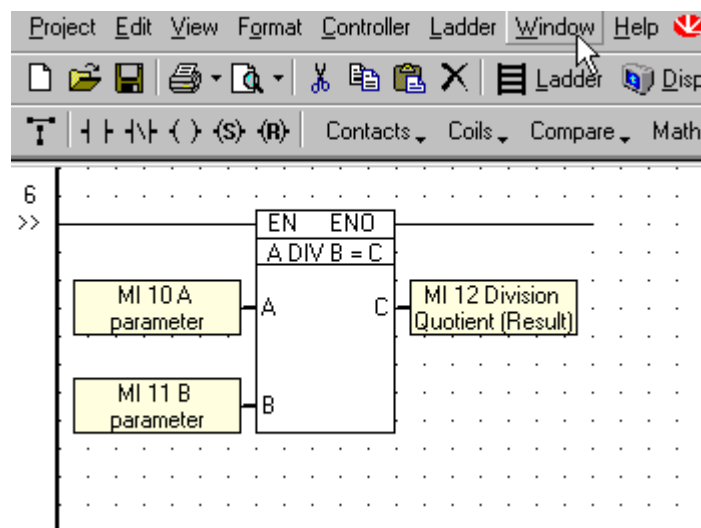 Project Edit View Format Controller Ladder Window Help
Ladder Disp
(S) (R) Contacts Coils Compare Math
6
>>
EN ENO
A DIV B = C
MI 10 A
parameter
A C
MI 12 Division
Quotient (Result)
MI 11 B
parameter
B